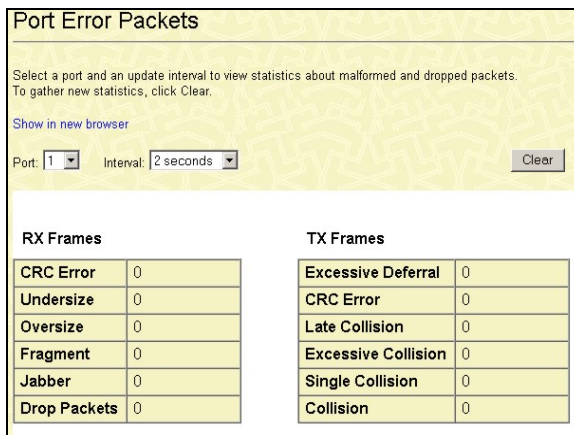 Port Error Packets
Select a port and an update interval to view statistics about malformed and dropped packets.
To gather new statistics, click Clear.
Show in new browser
Port: 1 Interval: 2 seconds Clear
RX Frames
CRC Error 0
Undersize 0
Oversize 0
Fragment 0
Jabber 0
Drop Packets 0
TX Frames
Excessive Deferral 0
CRC Error 0
Late Collision 0
Excessive Collision 0
Single Collision 0
Collision 0